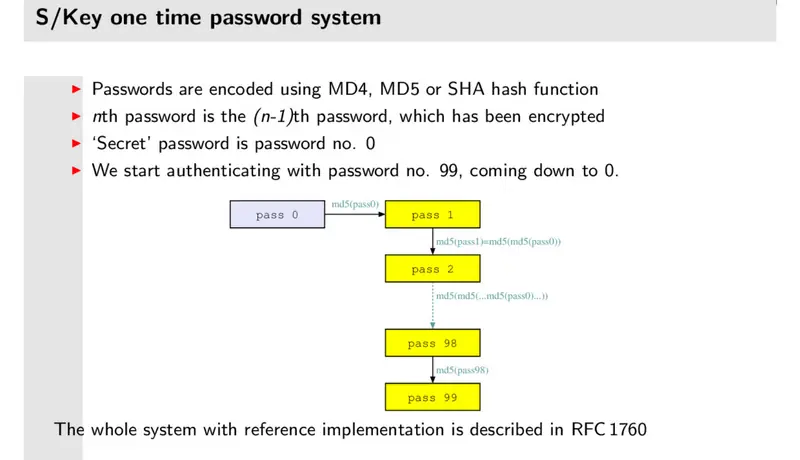 S/Key one time password system
Passwords are encoded using MD4, MD5 or SHA hash function
nth password is the (n-1)th password, which has been encrypted
‘Secret’ password is password no. 0
We start authenticating with password no. 99, coming down to 0.
md5(pass0)
pass 0
pass 1
md5(pass1)=md5(md5(pass0))
pass 2
md5(md5(...md5(pass0)...))
pass 98
md5(pass98)
pass 99
The whole system with reference implementation is described in RFC 1760